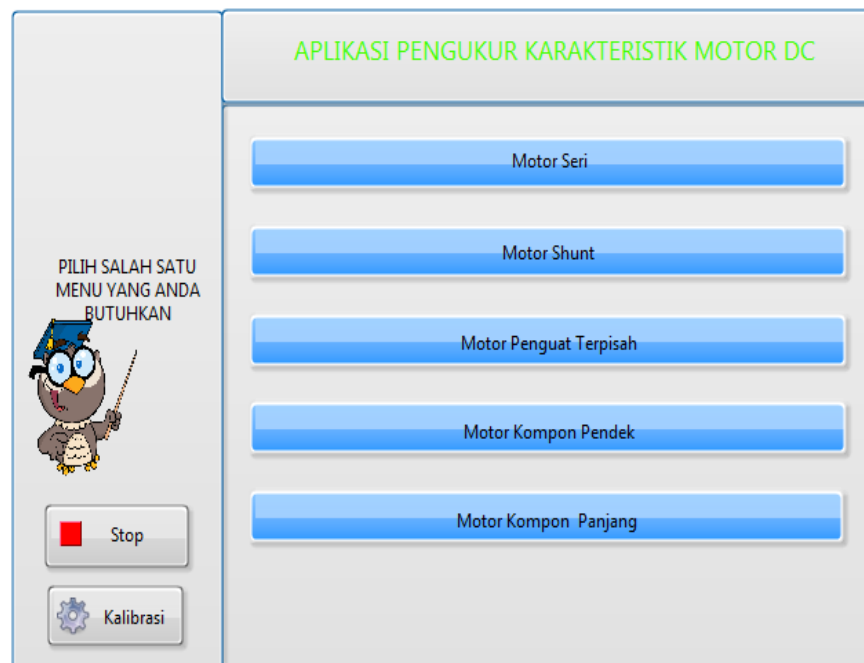 APLIKASI PENGUKUR KARAKTERISTIK MOTOR DC
Motor Seri
Motor Shunt
Motor Penguat Terpisah
Motor Kompon Pendek
Motor Kompon Panjang
PILIH SALAH SATU
MENU YANG ANDA
BUTUHKAN
Stop
Kalibrasi